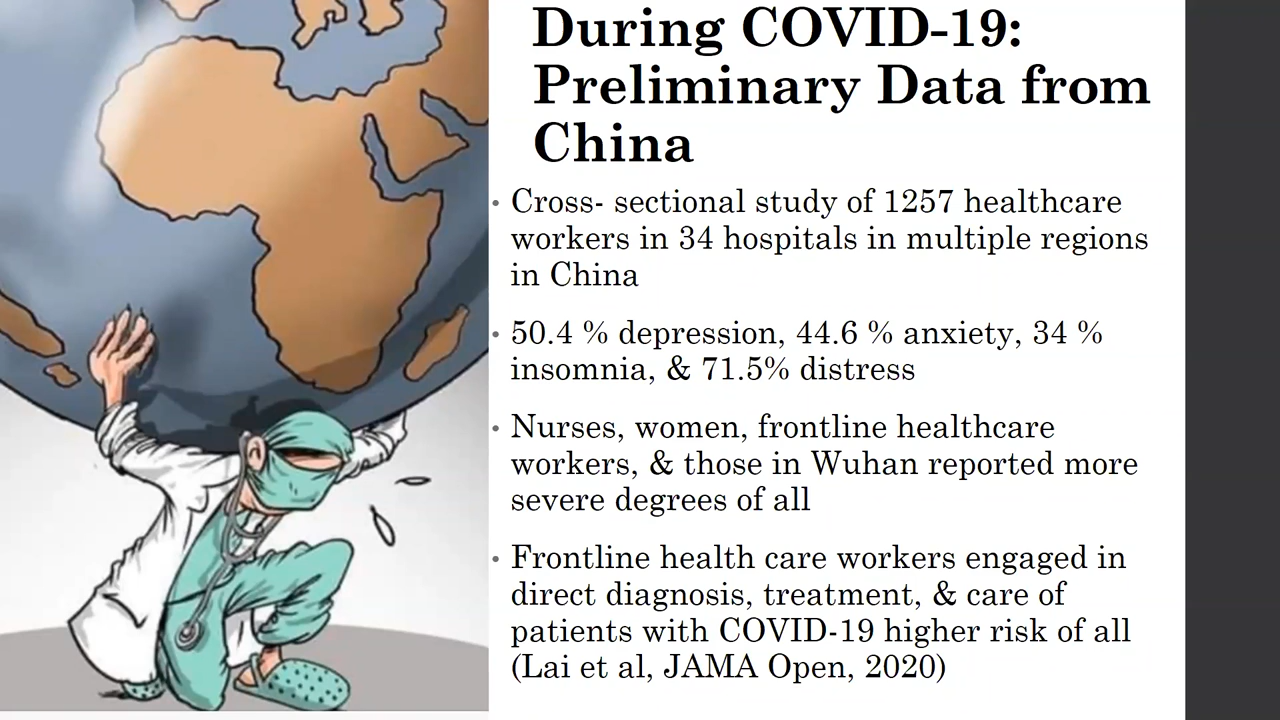 During COVID-19:
Preliminary Data from
China
• Cross- sectional study of 1257 healthcare
workers in 34 hospitals in multiple regions
in China
• 50.4 % depression, 44.6 % anxiety, 34 %
insomnia, & 71.5% distress
• Nurses, women, frontline healthcare
workers, & those in Wuhan reported more
severe degrees of all
• Frontline health care workers engaged in
direct diagnosis, treatment, & care of
patients with COVID-19 higher risk of all
(Lai et al, JAMA Open, 2020)